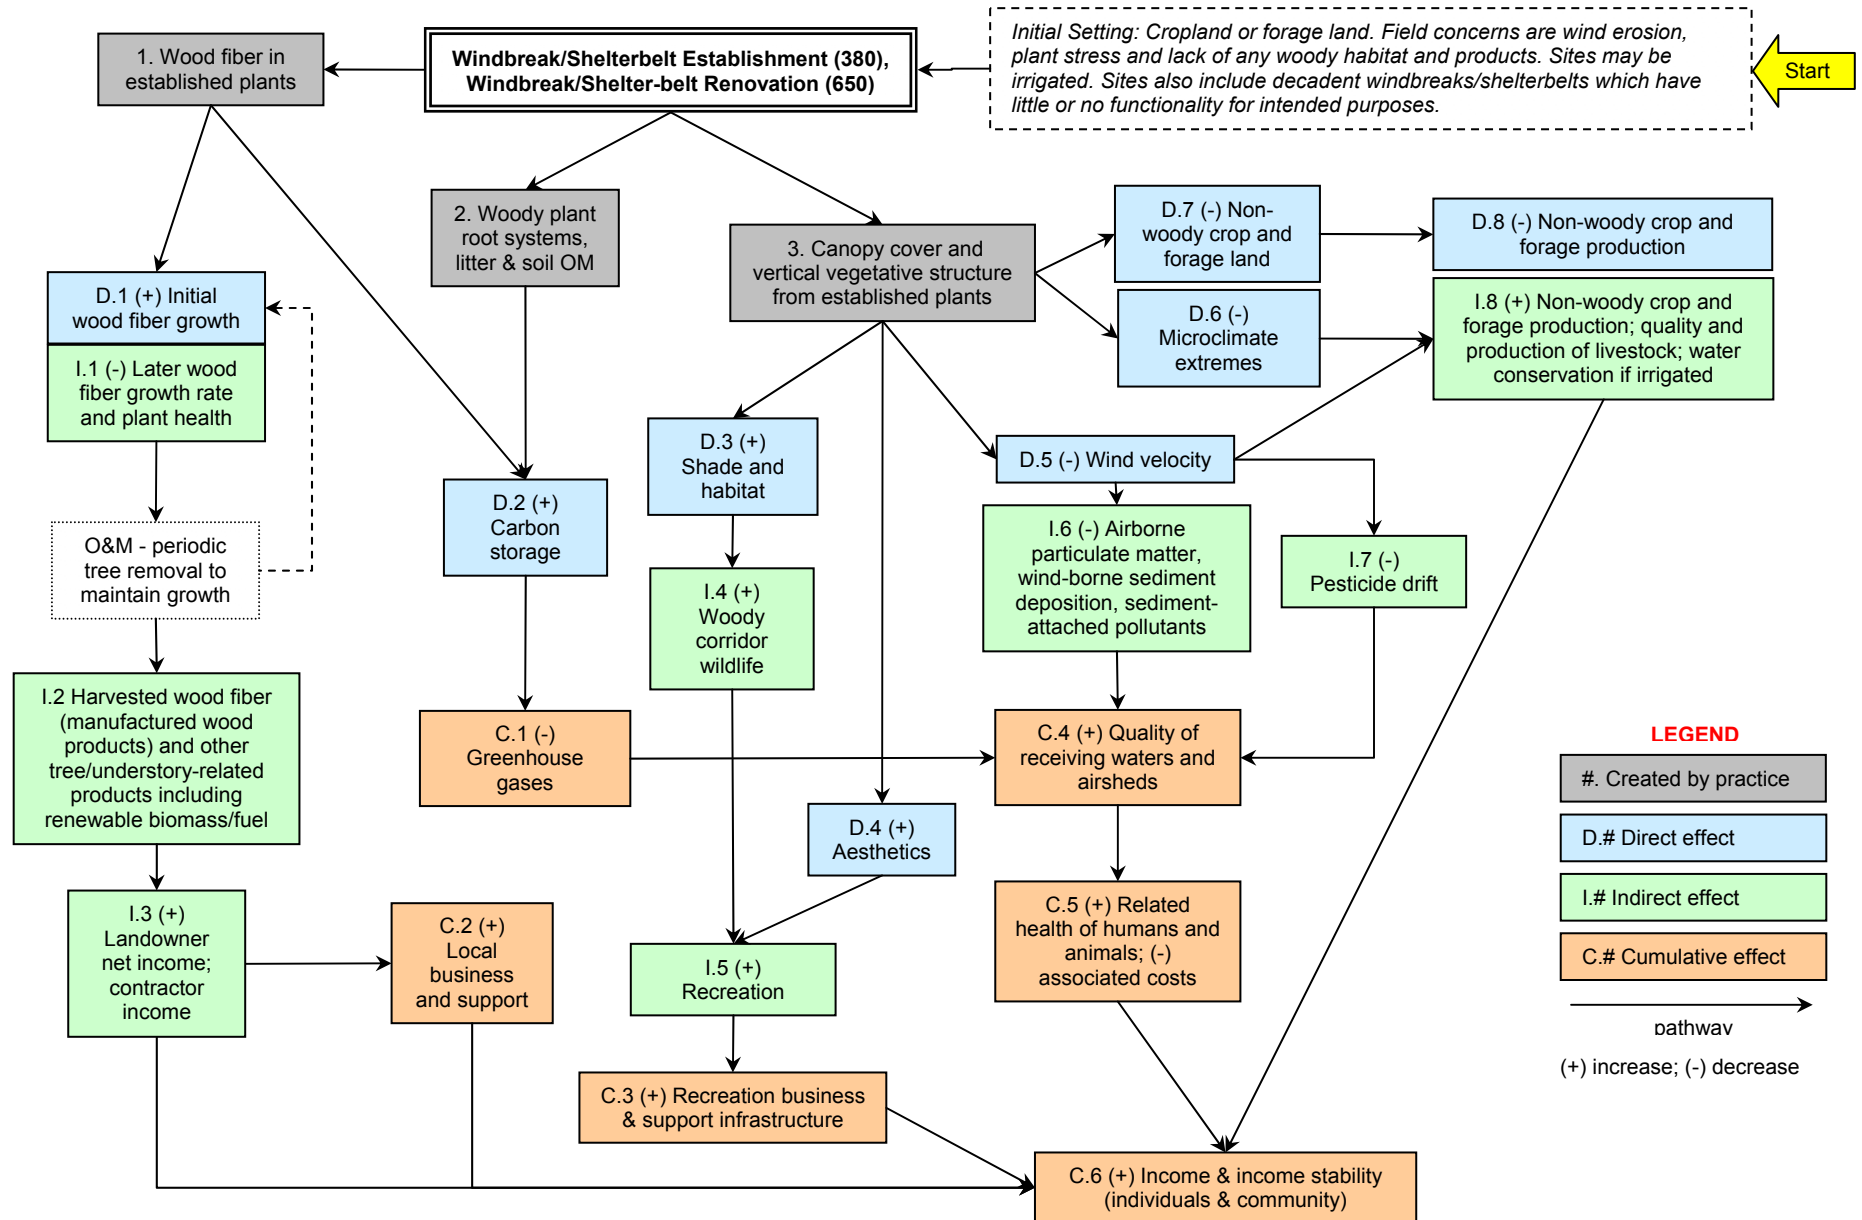 Initial Setting: Cropland or forage land. Field concerns are wind erosion,
plant stress and lack of any woody habitat and products. Sites may be
irrigated. Sites also include decadent windbreaks/shelterbelts which have
little or no functionality for intended purposes.
Start
Windbreak/Shelterbelt Establishment (380),
Windbreak/Shelter-belt Renovation (650)
1. Wood fiber in
established plants
2. Woody plant
root systems,
litter & soil OM
3. Canopy cover and
vertical vegetative structure
from established plants
D.7 (-) Non-
woody crop and
forage land
D.8 (-) Non-woody crop and
forage production
D.6 (-)
Microclimate
extremes
I.8 (+) Non-woody crop and
forage production; quality and
production of livestock; water
conservation if irrigated
D.1 (+) Initial
wood fiber growth
I.1 (-) Later wood
fiber growth rate
and plant health
O&M - periodic
tree removal to
maintain growth
I.2 Harvested wood fiber
(manufactured wood
products) and other
tree/understory-related
products including
renewable biomass/fuel
I.3 (+)
Landowner
net income;
contractor
income
C.2 (+)
Local
business
and support
D.2 (+)
Carbon
storage
C.1 (-)
Greenhouse
gases
D.3 (+)
Shade and
habitat
I.4 (+)
Woody
corridor
wildlife
D.4 (+)
Aesthetics
I.5 (+)
Recreation
C.3 (+) Recreation business
& support infrastructure
D.5 (-) Wind velocity
I.6 (-) Airborne
particulate matter,
wind-borne sediment
deposition, sediment-
attached pollutants
I.7 (-)
Pesticide drift
C.4 (+) Quality of
receiving waters and
airsheds
C.5 (+) Related
health of humans and
animals; (-)
associated costs
C.6 (+) Income & income stability
(individuals & community)
LEGEND
#. Created by practice
D.# Direct effect
I.# Indirect effect
C.# Cumulative effect
pathway
(+) increase; (-) decrease